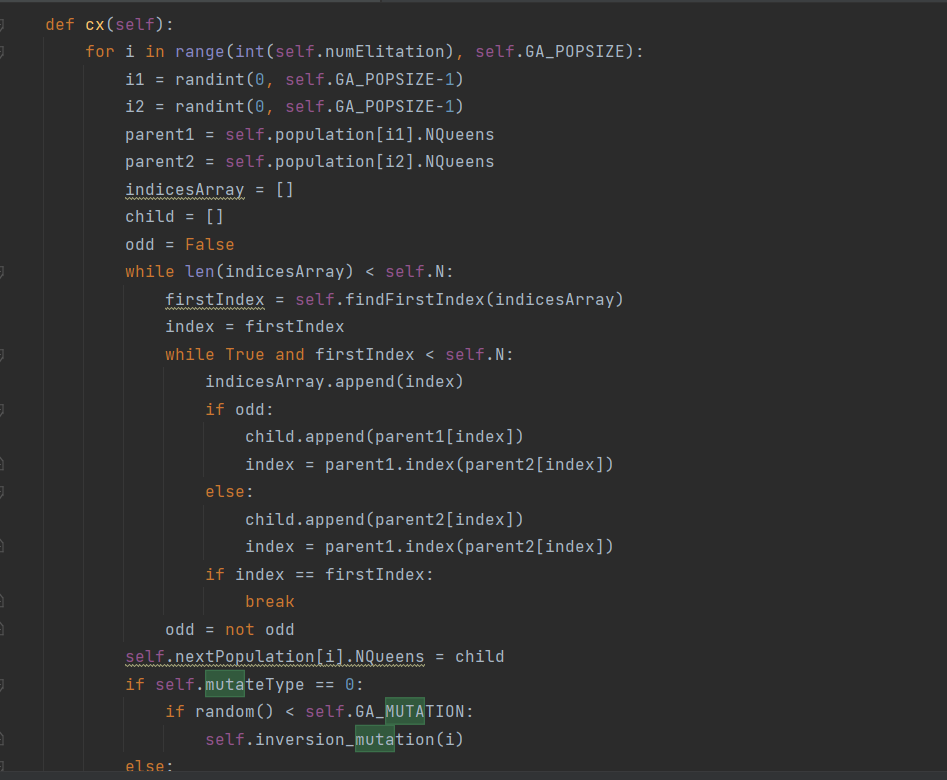 def cx(self):
    for i in range(int(self.numElitation), self.GA_POPSIZE):
        i1 = randint(0, self.GA_POPSIZE-1)
        i2 = randint(0, self.GA_POPSIZE-1)
        parent1 = self.population[i1].NQueens
        parent2 = self.population[i2].NQueens
        indicesArray = []
        child = []
        odd = False
        while len(indicesArray) < self.N:
            firstIndex = self.findFirstIndex(indicesArray)
            index = firstIndex
            while True and firstIndex < self.N:
                indicesArray.append(index)
                if odd:
                    child.append(parent1[index])
                    index = parent1.index(parent2[index])
                else:
                    child.append(parent2[index])
                    index = parent1.index(parent2[index])
                if index == firstIndex:
                    break
            odd = not odd
        self.nextPopulation[i].NQueens = child
        if self.mutateType == 0:
            if random() < self.GA_MUTATION:
                self.inversion_mutation(i)
        else: